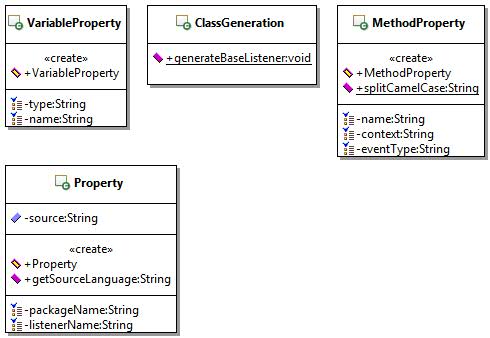 VariableProperty
«create»
+VariableProperty
-type:String
-name:String
ClassGeneration
+generateBaseListener:void
MethodProperty
«create»
+MethodProperty
+splitCamelCase:String
-name:String
-context:String
-eventType:String
Property
-source:String
«create»
+Property
+getSourceLanguage:String
-packageName:String
-listenerName:String